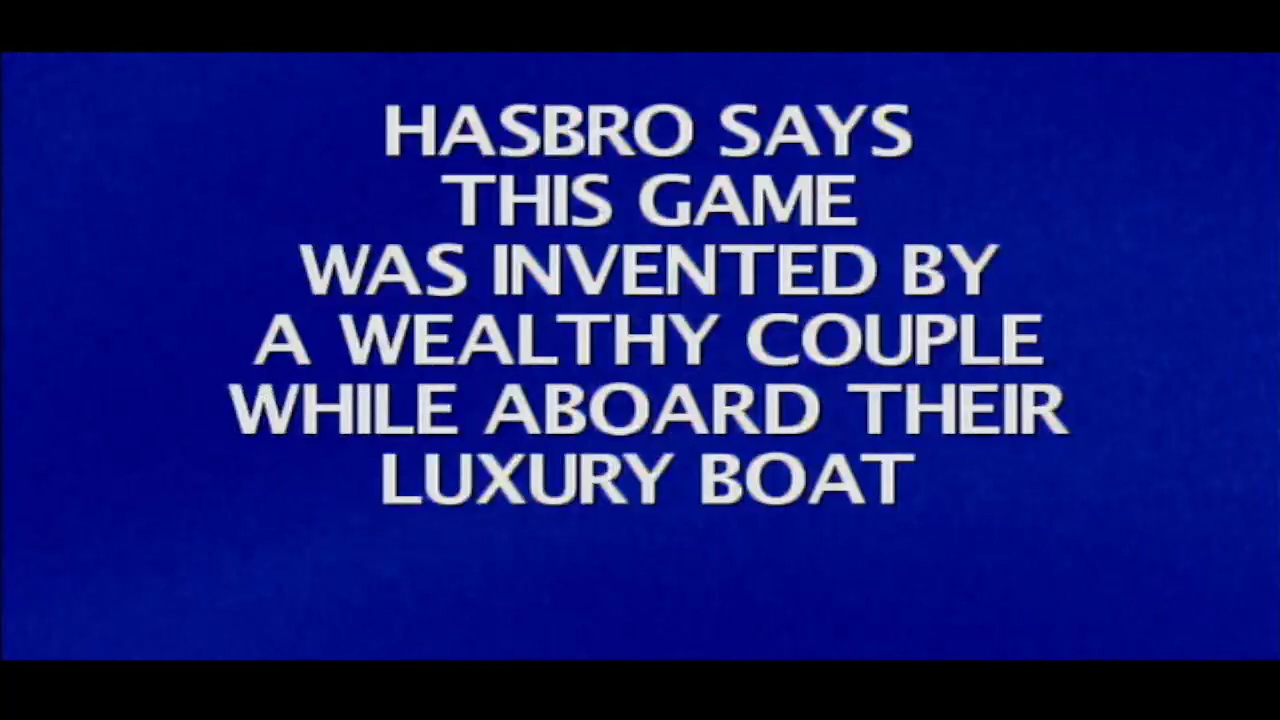 HASBRO SAYS
THIS GAME
WAS INVENTED BY
A WEALTHY COUPLE
WHILE ABOARD THEIR
LUXURY BOAT